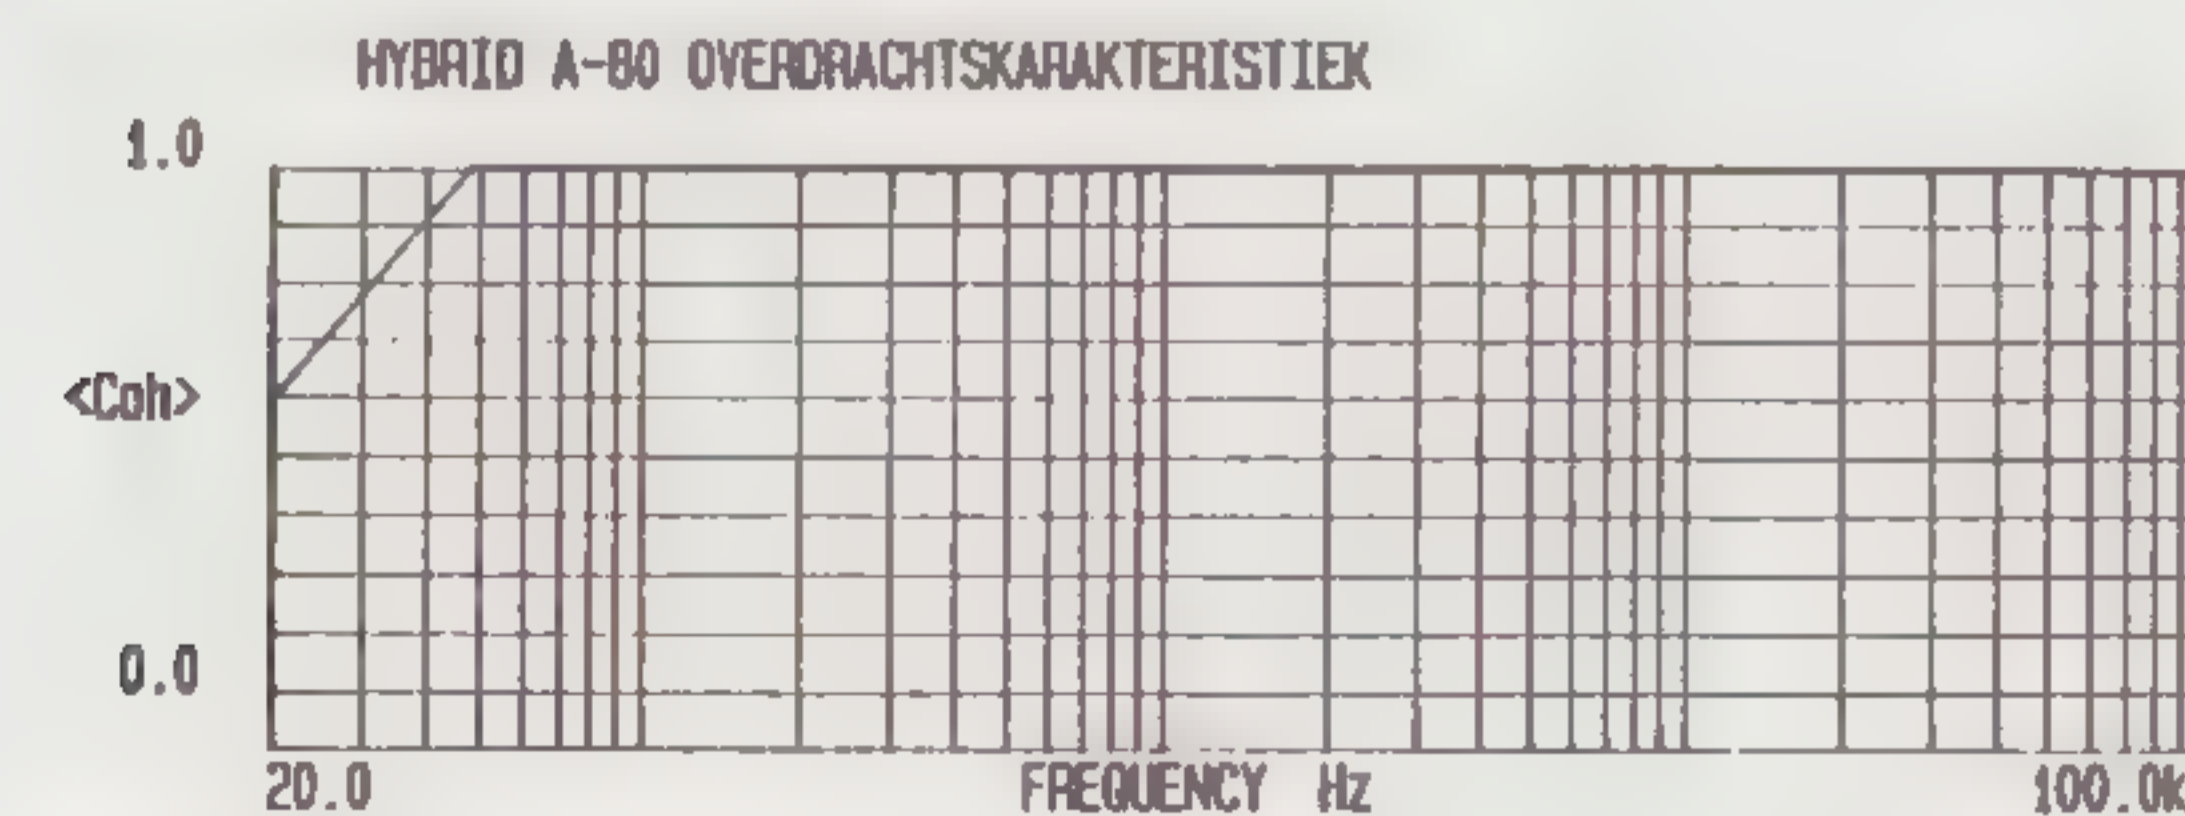 HYBRID A-80 OVERDRACHTSKARAKTERISTIEK
1.0
<Coh>
0.0
20.0 FREQUENCY Hz 100.0k